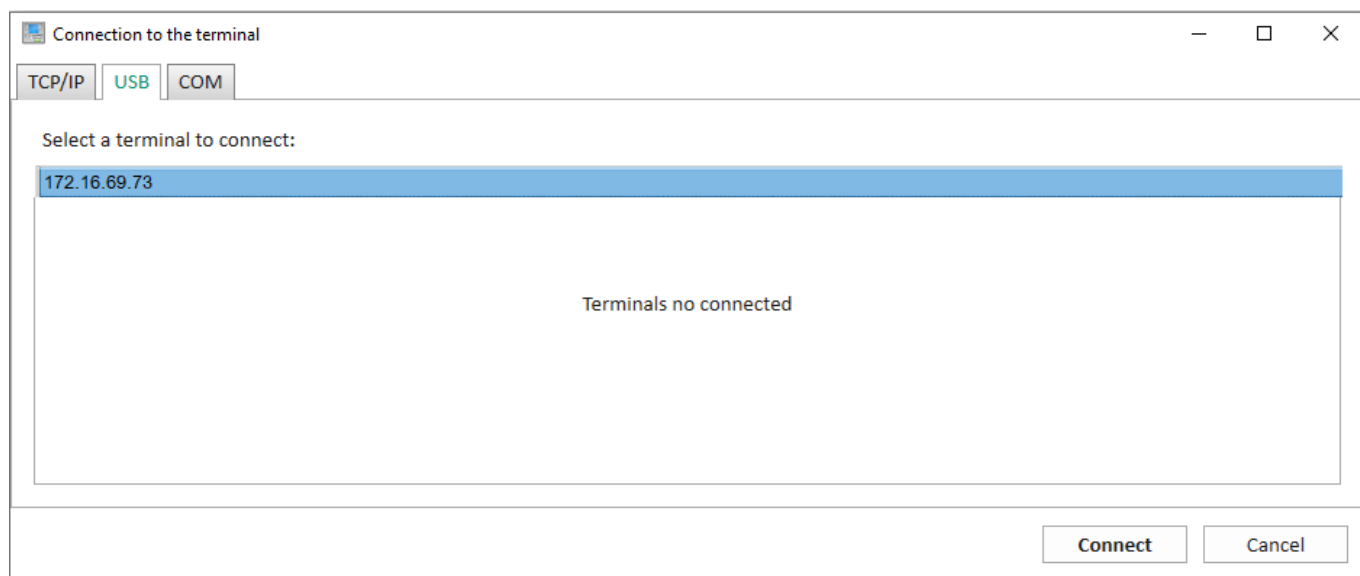 Connection to the terminal
TCP/IP USB COM
Select a terminal to connect:
172.16.69.73
Terminals no connected
Connect Cancel